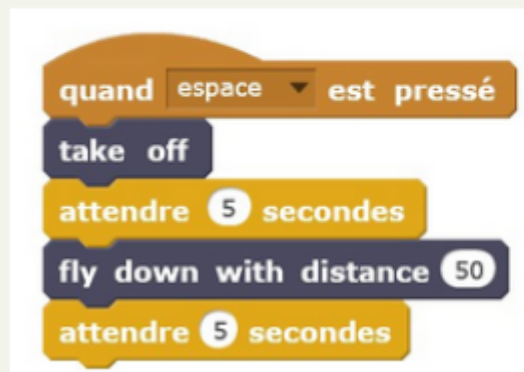 quand espace est pressé
take off
attendre 5 secondes
fly down with distance 50
attendre 5 secondes